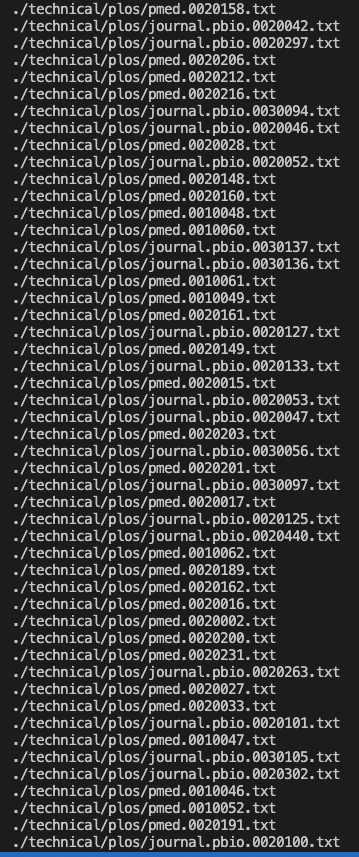 ./technical/plos/pmed.0020158.txt
./technical/plos/journal.pbio.0020042.txt
./technical/plos/journal.pbio.0020297.txt
./technical/plos/pmed.0020206.txt
./technical/plos/pmed.0020212.txt
./technical/plos/pmed.0020216.txt
./technical/plos/journal.pbio.0030094.txt
./technical/plos/journal.pbio.0020046.txt
./technical/plos/pmed.0020028.txt
./technical/plos/journal.pbio.0020052.txt
./technical/plos/pmed.0020148.txt
./technical/plos/pmed.0020160.txt
./technical/plos/pmed.0010048.txt
./technical/plos/pmed.0010060.txt
./technical/plos/journal.pbio.0030137.txt
./technical/plos/journal.pbio.0030136.txt
./technical/plos/pmed.0010061.txt
./technical/plos/pmed.0010049.txt
./technical/plos/pmed.0020161.txt
./technical/plos/journal.pbio.0020127.txt
./technical/plos/pmed.0020149.txt
./technical/plos/journal.pbio.0020133.txt
./technical/plos/pmed.0020015.txt
./technical/plos/journal.pbio.0020053.txt
./technical/plos/journal.pbio.0020047.txt
./technical/plos/pmed.0020203.txt
./technical/plos/journal.pbio.0030056.txt
./technical/plos/pmed.0020201.txt
./technical/plos/journal.pbio.0030097.txt
./technical/plos/pmed.0020017.txt
./technical/plos/journal.pbio.0020125.txt
./technical/plos/journal.pbio.0020440.txt
./technical/plos/pmed.0010062.txt
./technical/plos/pmed.0020189.txt
./technical/plos/pmed.0020162.txt
./technical/plos/pmed.0020016.txt
./technical/plos/pmed.0020002.txt
./technical/plos/pmed.0020200.txt
./technical/plos/pmed.0020231.txt
./technical/plos/journal.pbio.0020263.txt
./technical/plos/pmed.0020027.txt
./technical/plos/pmed.0020033.txt
./technical/plos/journal.pbio.0020101.txt
./technical/plos/pmed.0010047.txt
./technical/plos/journal.pbio.0030105.txt
./technical/plos/journal.pbio.0020302.txt
./technical/plos/pmed.0010046.txt
./technical/plos/pmed.0010052.txt
./technical/plos/pmed.0020191.txt
./technical/plos/journal.pbio.0020100.txt